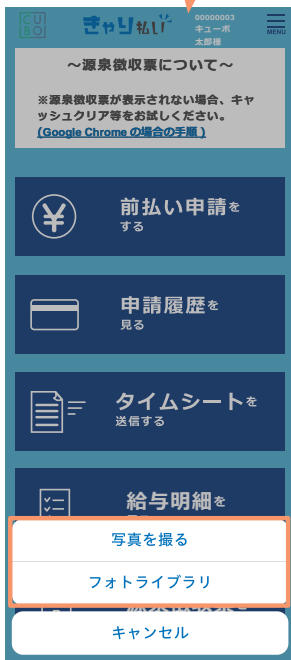 CU
BO
きゃり払い
00000003
キューボ
太郎様
MENU
～源泉徴収票について～
※源泉徴収票が表示されない場合、キャ
ッシュクリア等をお試しください。
(Google Chrome の場合の手順 )
前払い申請を
する
申請履歴を
見る
タイムシートを
送信する
給与明細を
写真を撮る
フォトライブラリ
キャンセル